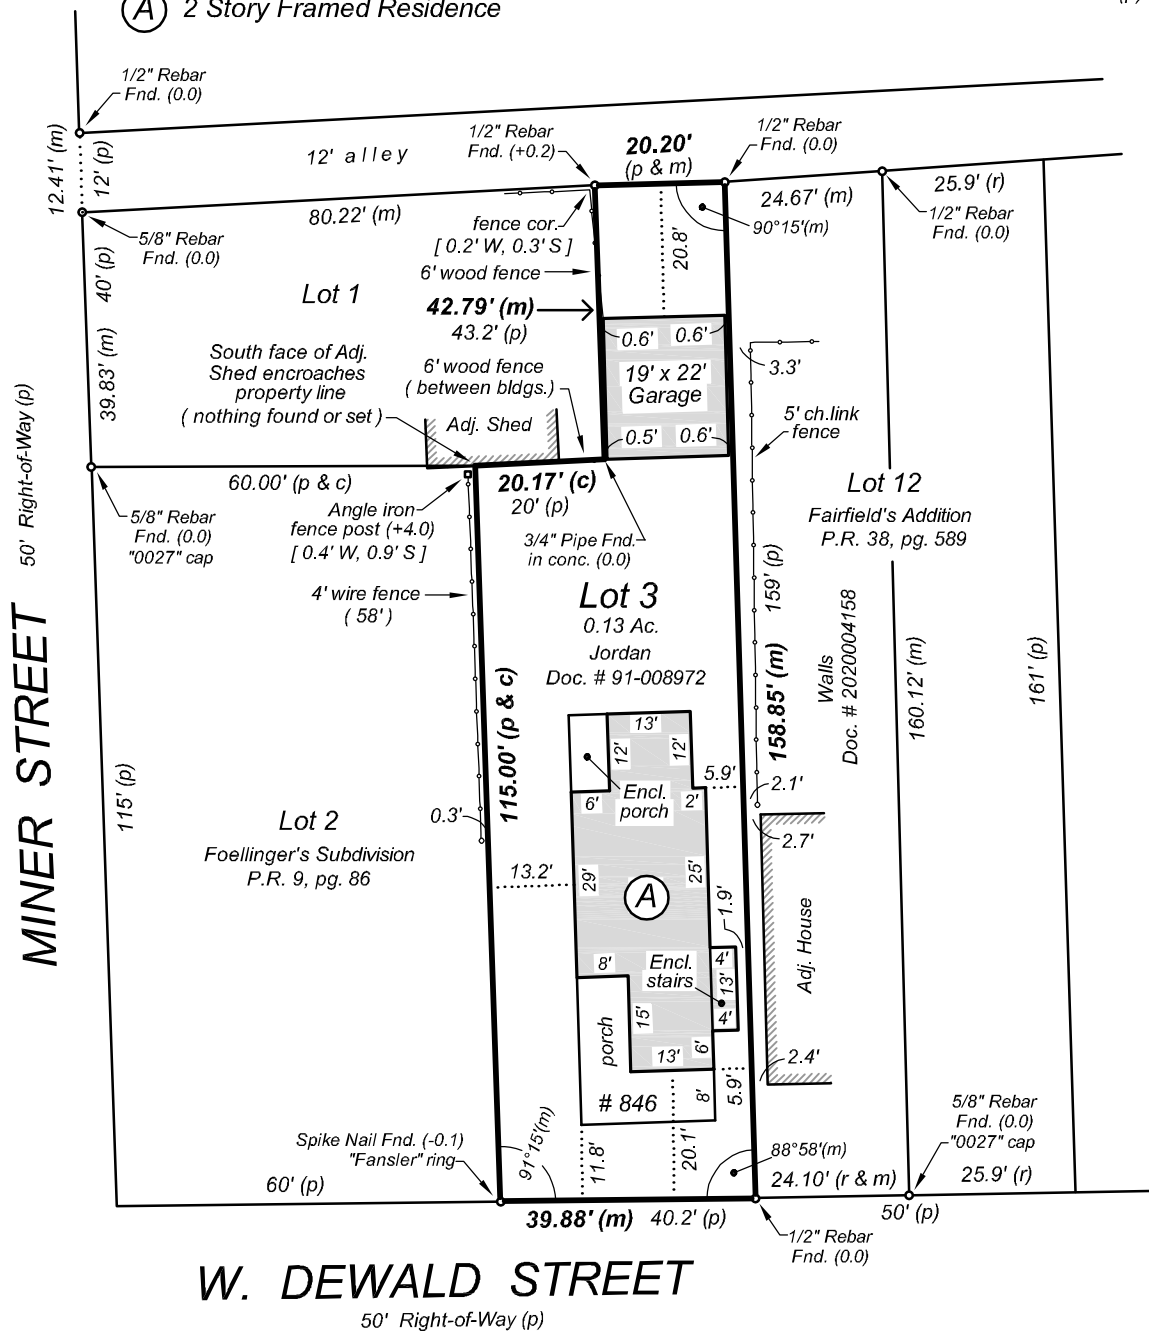 A 2 Story Framed Residence
(p)
1/2" Rebar
Fnd. (0.0)
12.41' (m)
12' (p)
12' alley
1/2" Rebar
Fnd. (+0.2)
20.20'
(p & m)
1/2" Rebar
Fnd. (0.0)
24.67' (m)
25.9' (r)
1/2" Rebar
Fnd. (0.0)
90°15'(m)
80.22' (m)
5/8" Rebar
Fnd. (0.0)
40' (p)
39.83' (m)
fence cor.
[ 0.2' W, 0.3' S ]
6' wood fence
20.8'
Lot 1
42.79' (m)
43.2' (p)
South face of Adj.
Shed encroaches
property line
( nothing found or set )
6' wood fence
( between bldgs.)
Adj. Shed
0.6'
0.6'
19' x 22'
Garage
0.5'
0.6'
3.3'
5' ch.link
fence
60.00' (p & c)
20.17' (c)
20' (p)
Angle iron
fence post (+4.0)
[ 0.4' W, 0.9' S ]
5/8" Rebar
Fnd. (0.0)
"0027" cap
3/4" Pipe Fnd.
in conc. (0.0)
Lot 12
Fairfield's Addition
P.R. 38, pg. 589
4' wire fence
( 58' )
Lot 3
0.13 Ac.
Jordan
Doc. # 91-008972
159' (p)
158.85' (m)
Walls
Doc. # 2020004158
160.12' (m)
161' (p)
MINER STREET
50' Right-of-Way (p)
115' (p)
115.00' (p & c)
13'
12'
12'
Encl.
porch
6'
2'
5.9'
2.1'
2.7'
0.3'
Lot 2
Foellinger's Subdivision
P.R. 9, pg. 86
13.2'
29'
25'
A
1.9'
8'
Encl.
stairs
4'
13'
4'
Adj. House
porch
15'
13'
6'
2.4'
5.9'
8'
# 846
91°15'(m)
11.8'
20.1'
88°58'(m)
Spike Nail Fnd. (-0.1)
"Fansler" ring
5/8" Rebar
Fnd. (0.0)
"0027" cap
60' (p)
24.10' (r & m)
25.9' (r)
39.88' (m)
40.2' (p)
50' (p)
1/2" Rebar
Fnd. (0.0)
W. DEWALD STREET
50' Right-of-Way (p)